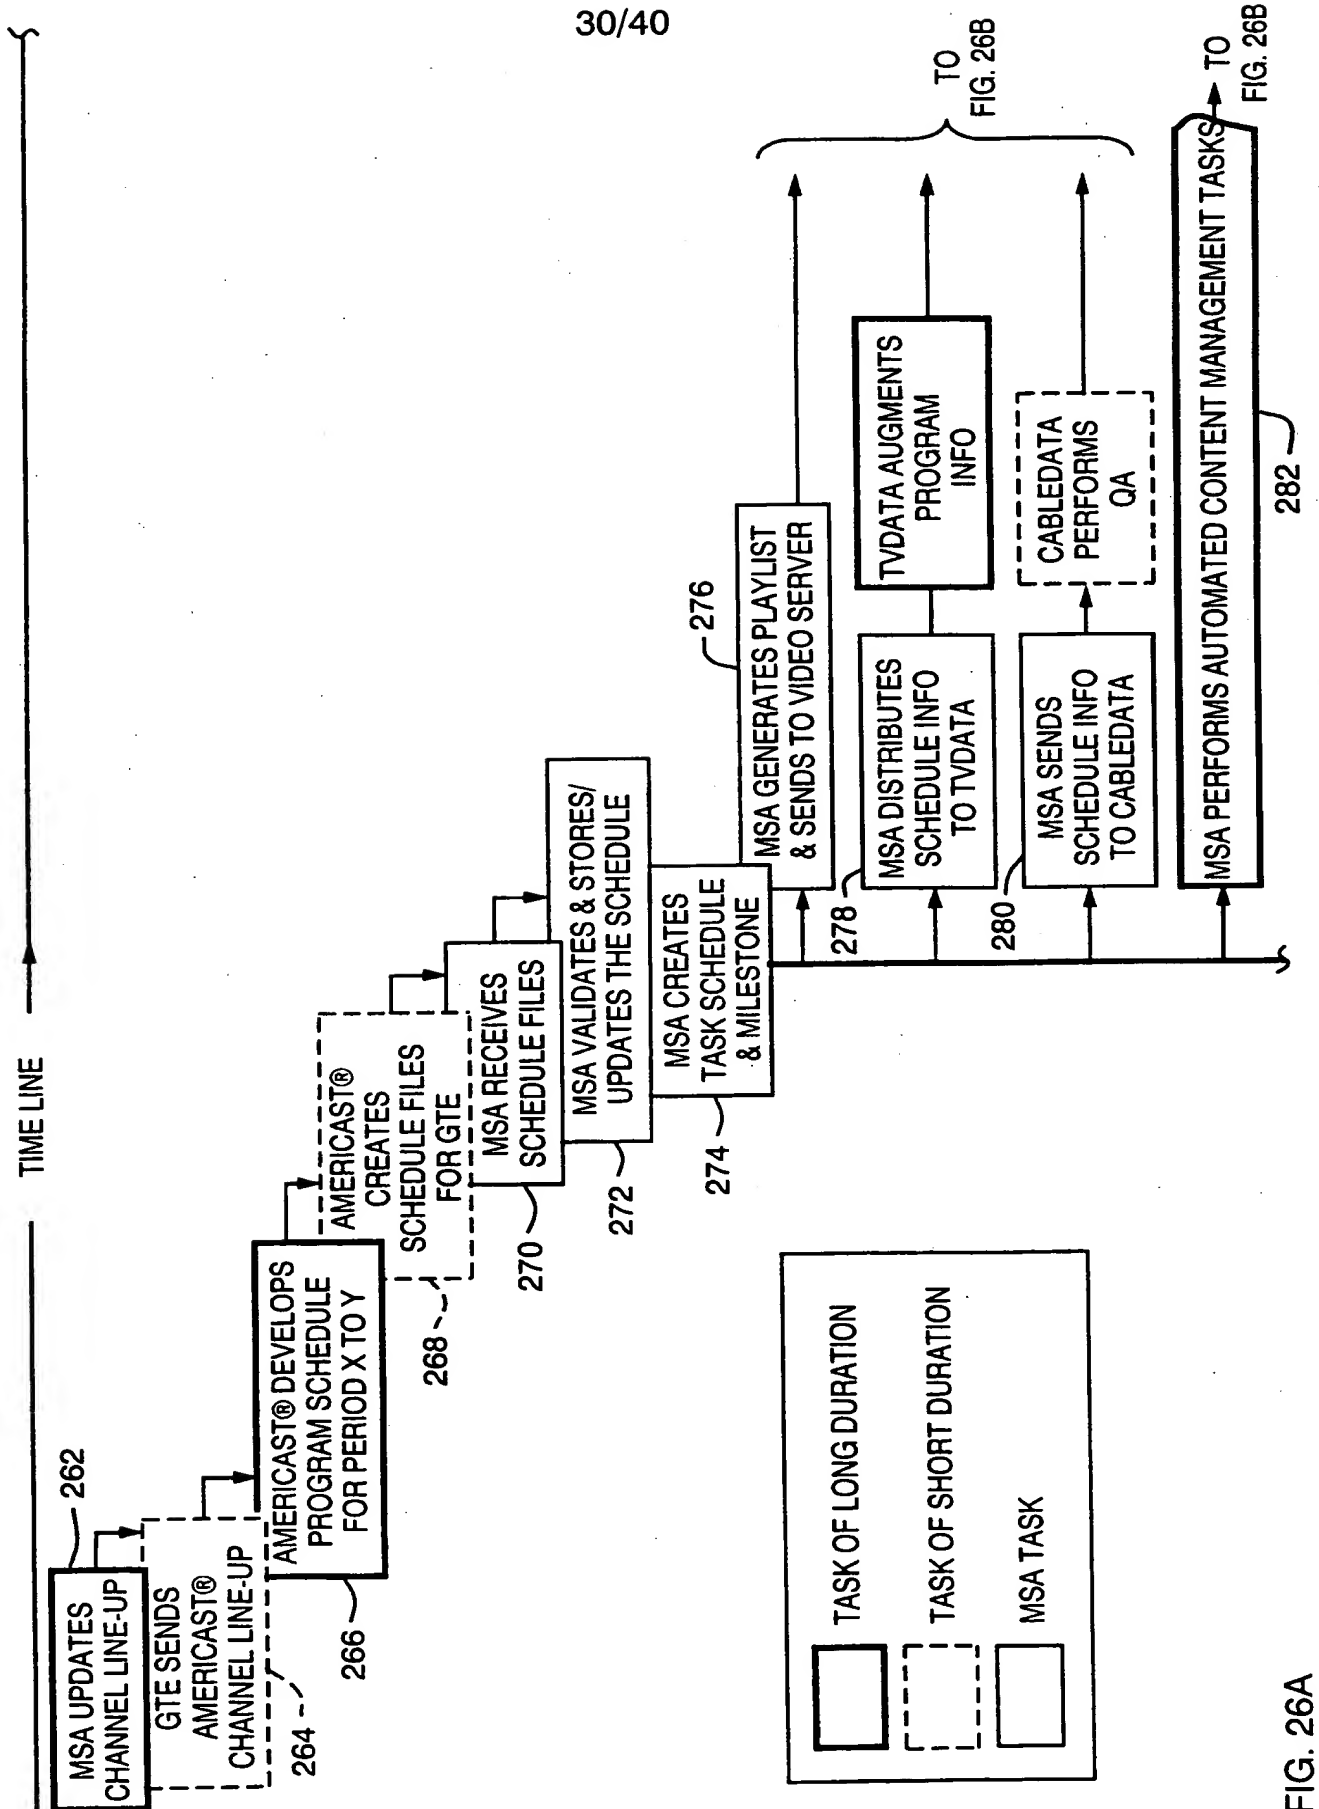 30/40
TIME LINE
MSA UPDATES
CHANNEL LINE-UP
262
GTE SENDS
AMERICAST®
CHANNEL LINE-UP
264
AMERICAST® DEVELOPS
PROGRAM SCHEDULE
FOR PERIOD X TO Y
266
AMERICAST®
CREATES
SCHEDULE FILES
FOR GTE
268
MSA RECEIVES
SCHEDULE FILES
270
MSA VALIDATES & STORES/
UPDATES THE SCHEDULE
272
MSA CREATES
TASK SCHEDULE
& MILESTONE
274
MSA GENERATES PLAYLIST
& SENDS TO VIDEO SERVER
276
MSA DISTRIBUTES
SCHEDULE INFO
TO TVDATA
278
TVDATA AUGMENTS
PROGRAM
INFO
MSA SENDS
SCHEDULE INFO
TO CABLEDATA
280
CABLEDATA
PERFORMS
QA
TO
FIG. 26B
MSA PERFORMS AUTOMATED CONTENT MANAGEMENT TASKS
282
TO
FIG. 26B
TASK OF LONG DURATION
TASK OF SHORT DURATION
MSA TASK
FIG. 26A